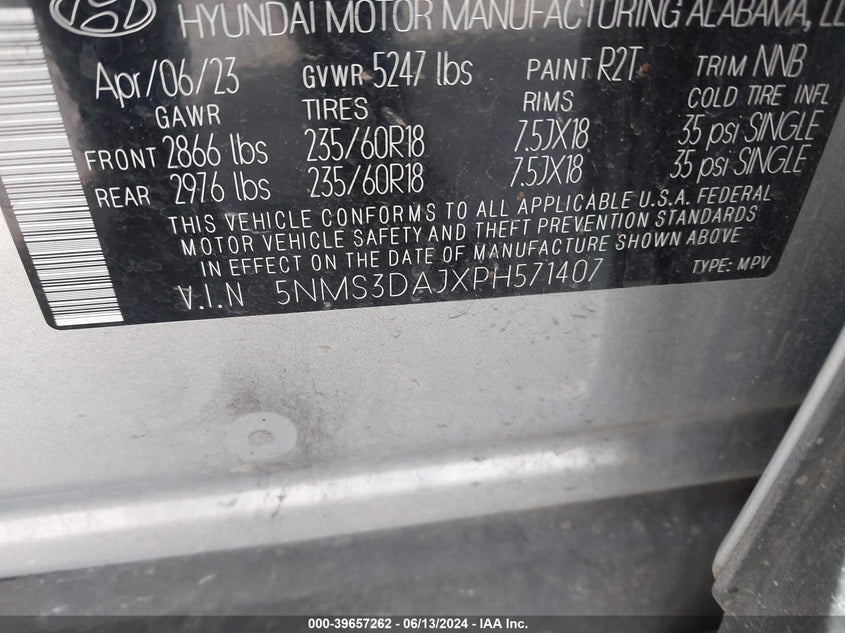 HYUNDAI MOTOR MANUFACTURING ALABAMA, LL
Apr/06/23 GVWR 5247 lbs PAINT R2T TRIM NNB
GAWR TIRES RIMS COLD TIRE INFL
FRONT 2866 lbs 235/60R18 7.5JX18 35 psi SINGLE
REAR 2976 lbs 235/60R18 7.5JX18 35 psi SINGLE
THIS VEHICLE CONFORMS TO ALL APPLICABLE U.S.A. FEDERAL
MOTOR VEHICLE SAFETY AND THEFT PREVENTION STANDARDS
IN EFFECT ON THE DATE OF MANUFACTURE SHOWN ABOVE
V.I.N 5NMS3DAJXPH571407 TYPE: MPV
000-39657262 - 06/13/2024 - IAA Inc.